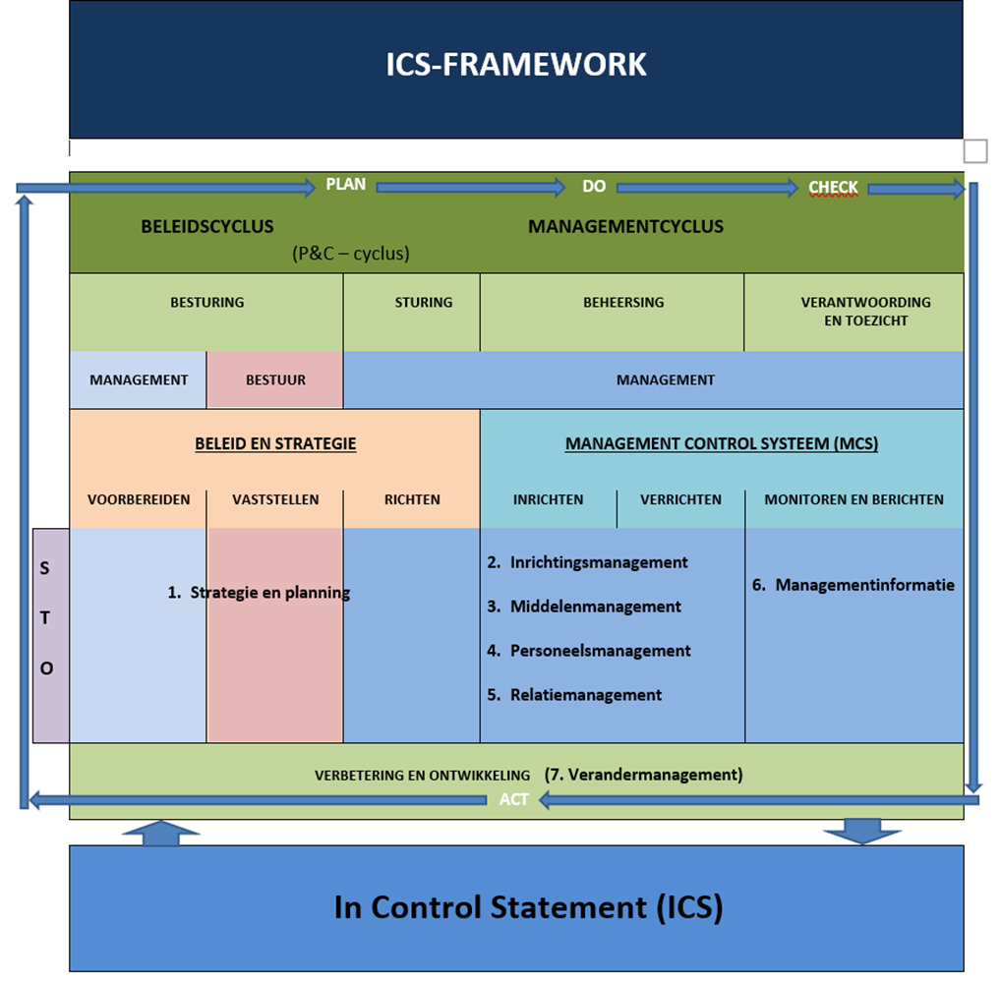 ICS-FRAMEWORK
PLAN DO CHECK
BELEIDSCYCLUS MANAGEMENTCYCLUS
(P&C – cyclus)
BESTURING STURING BEHEERSING VERANTWOORDING
EN TOEZICHT
MANAGEMENT BESTUUR MANAGEMENT
BELEID EN STRATEGIE MANAGEMENT CONTROL SYSTEEM (MCS)
VOORBEREIDEN VASTSTELLEN RICHTEN INRICHTEN VERRICHTEN MONITOREN EN BERICHTEN
S
T
O
1. Strategie en planning
2. Inrichtingsmanagement
3. Middelenmanagement
4. Personeelsmanagement
5. Relatiemanagement
6. Managementinformatie
VERBETERING EN ONTWIKKELING (7. Verandermanagement)
ACT
In Control Statement (ICS)